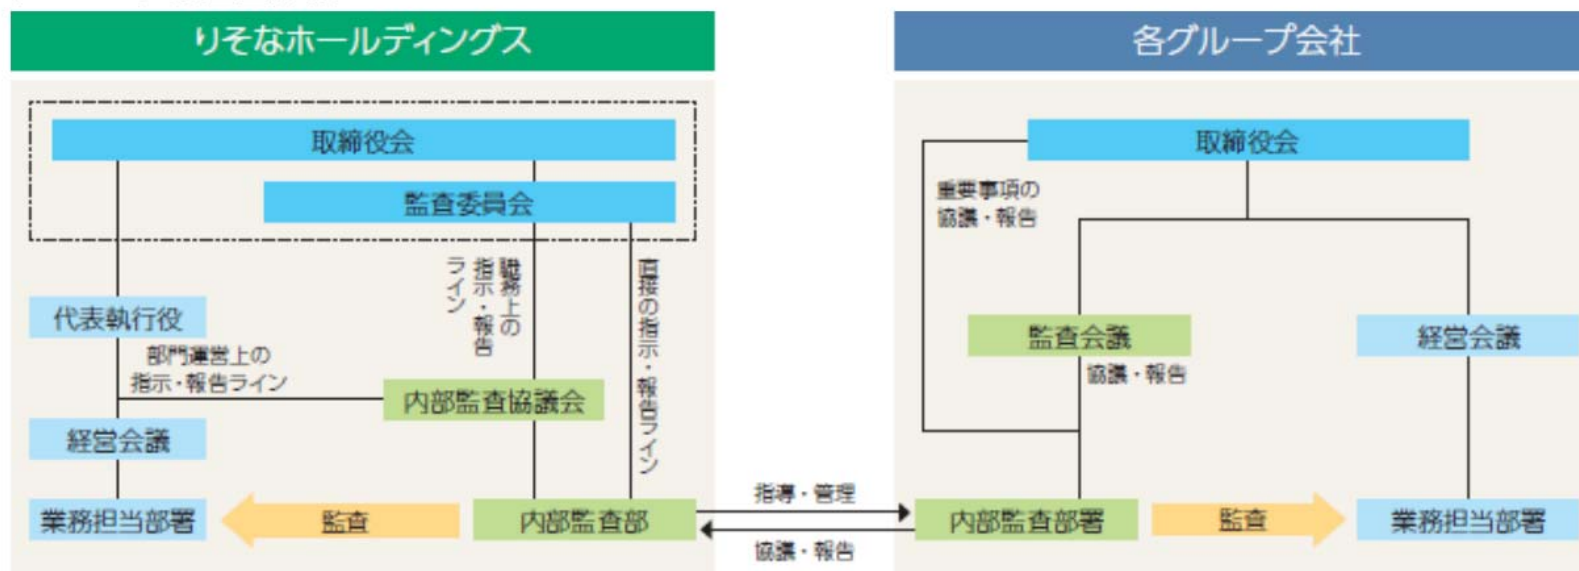 りそなホールディングス
取締役会
監査委員会
職務上の
指示・報告
ライン
直接の指示・報告ライン
代表執行役
部門運営上の
指示・報告ライン
内部監査協議会
経営会議
業務担当部署
監査
内部監査部
指導・管理
協議・報告
各グループ会社
取締役会
重要事項の
協議・報告
監査会議
協議・報告
経営会議
内部監査部署
監査
業務担当部署